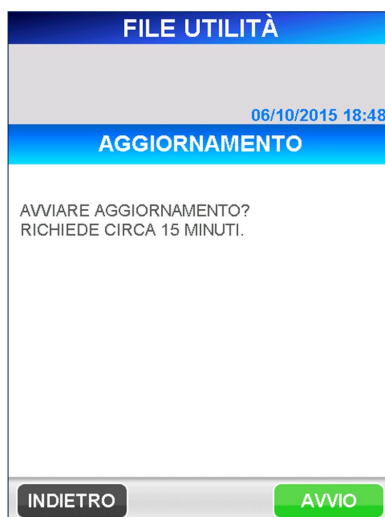 FILE UTILITÀ
06/10/2015 18:48
AGGIORNAMENTO
AVVIARE AGGIORNAMENTO?
RICHIEDE CIRCA 15 MINUTI.
INDIETRO
AVVIO